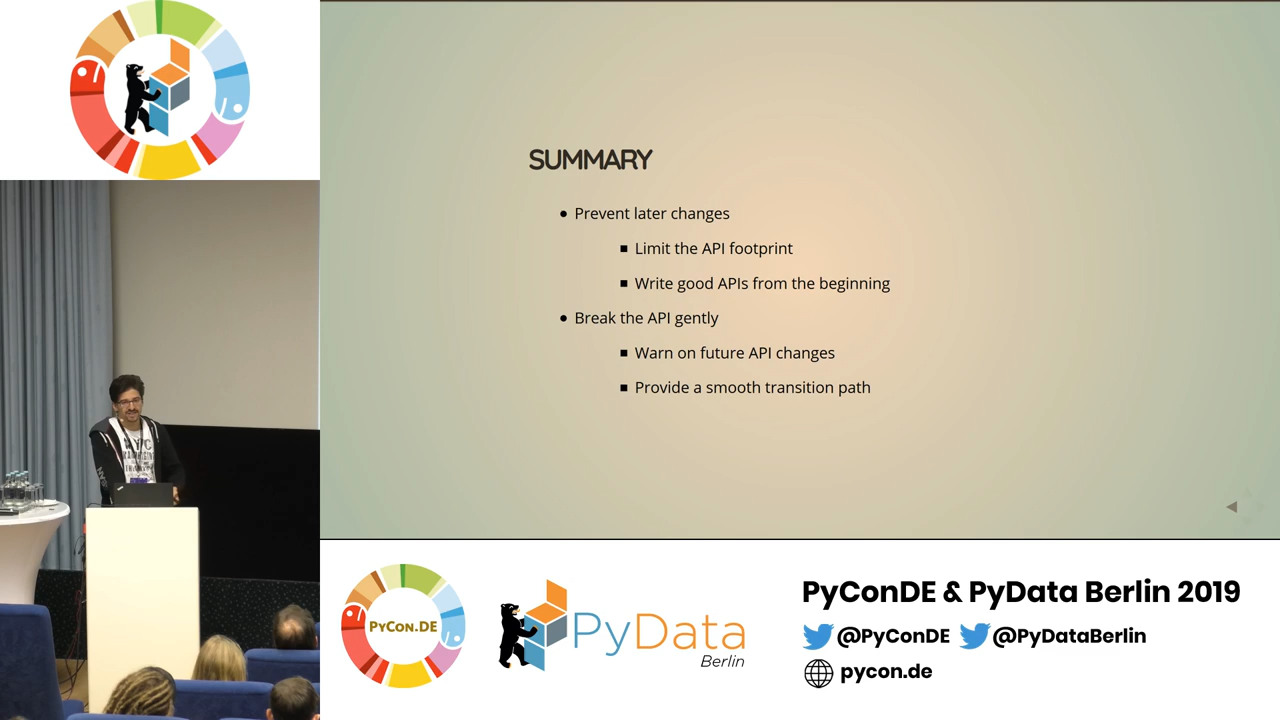 SUMMARY
• Prevent later changes
▪ Limit the API footprint
▪ Write good APIs from the beginning
• Break the API gently
▪ Warn on future API changes
▪ Provide a smooth transition path
PyCon.DE
PyData
Berlin
PyConDE & PyData Berlin 2019
@PyConDE @PyDataBerlin
pycon.de